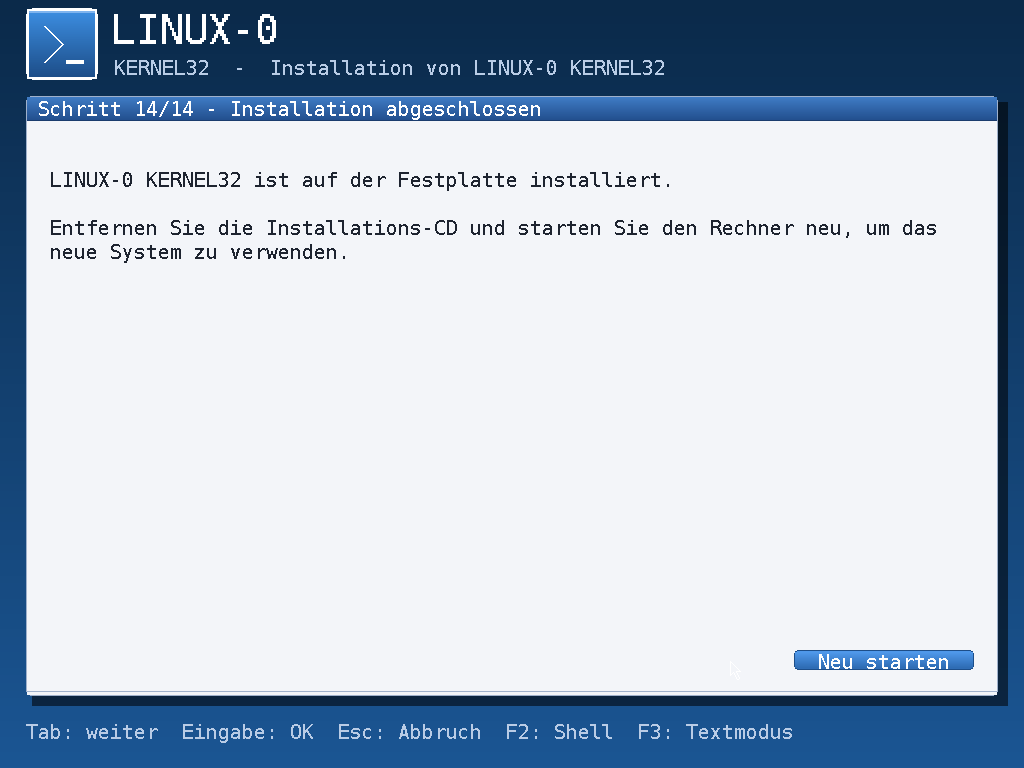 LINUX-0
KERNEL32 - Installation von LINUX-0 KERNEL32
Schritt 14/14 - Installation abgeschlossen
LINUX-0 KERNEL32 ist auf der Festplatte installiert.
Entfernen Sie die Installations-CD und starten Sie den Rechner neu, um das
neue System zu verwenden.
Neu starten
Tab: weiter  Eingabe: OK  Esc: Abbruch  F2: Shell  F3: Textmodus